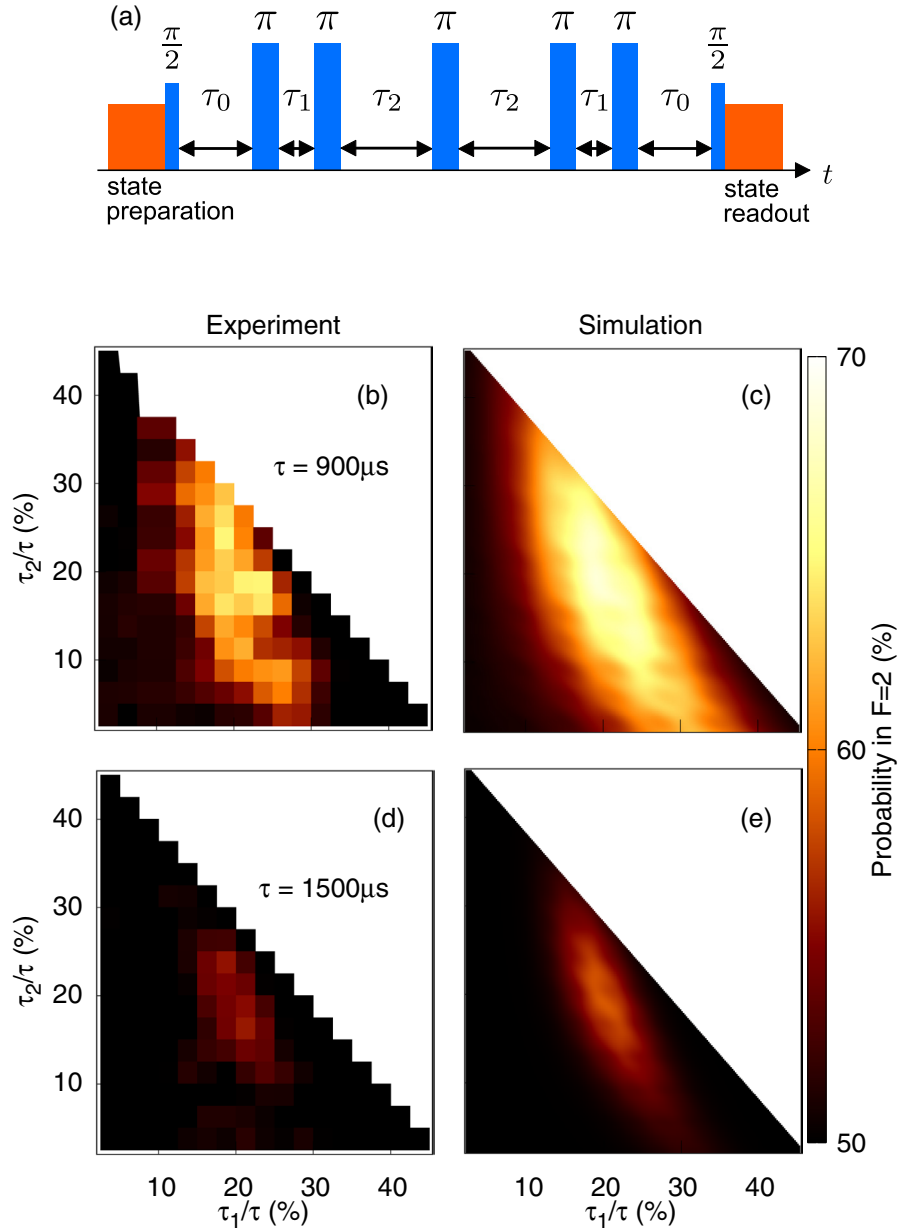 (a)
π/2 π π π π π π/2
τ0 τ1 τ2 τ2 τ1 τ0
t
state preparation
state readout
Experiment
Simulation
(b)
τ = 900μs
40
30
20
10
τ2/τ (%)
(c)
(d)
τ = 1500μs
40
30
20
10
τ2/τ (%)
10 20 30 40
τ1/τ (%)
(e)
10 20 30 40
τ1/τ (%)
70
60
50
Probability in F=2 (%)